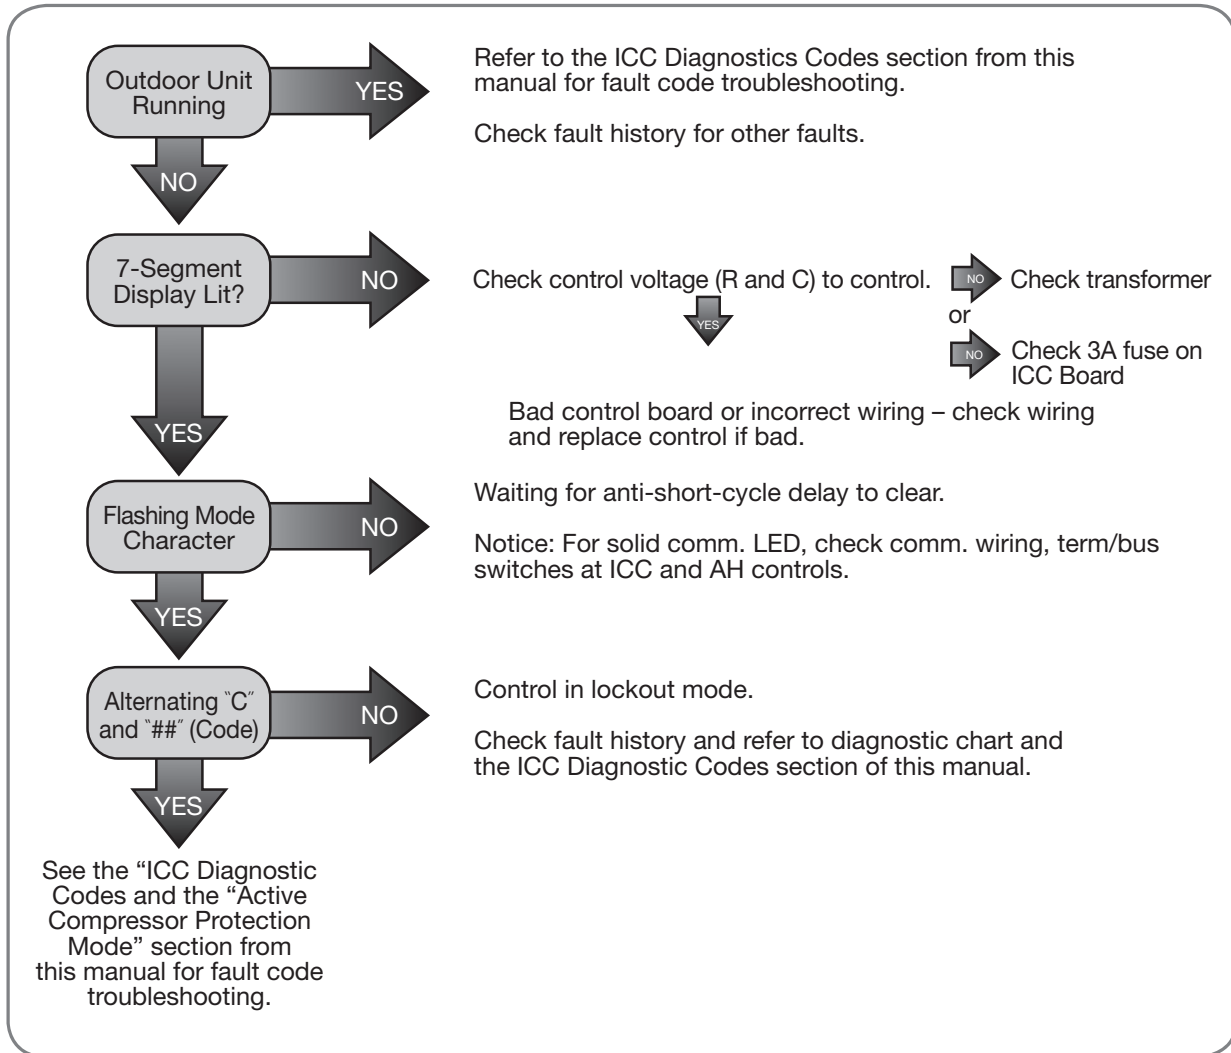 Outdoor Unit
Running
YES
Refer to the ICC Diagnostics Codes section from this
manual for fault code troubleshooting.
Check fault history for other faults.
NO
7-Segment
Display Lit?
NO
Check control voltage (R and C) to control.
NO
Check transformer
or
YES
NO
Check 3A fuse on
ICC Board
Bad control board or incorrect wiring – check wiring
and replace control if bad.
YES
Flashing Mode
Character
NO
Waiting for anti-short-cycle delay to clear.
Notice: For solid comm. LED, check comm. wiring, term/bus
switches at ICC and AH controls.
YES
Alternating "C"
and "##" (Code)
NO
Control in lockout mode.
Check fault history and refer to diagnostic chart and
the ICC Diagnostic Codes section of this manual.
YES
See the “ICC Diagnostic
Codes and the “Active
Compressor Protection
Mode” section from
this manual for fault code
troubleshooting.